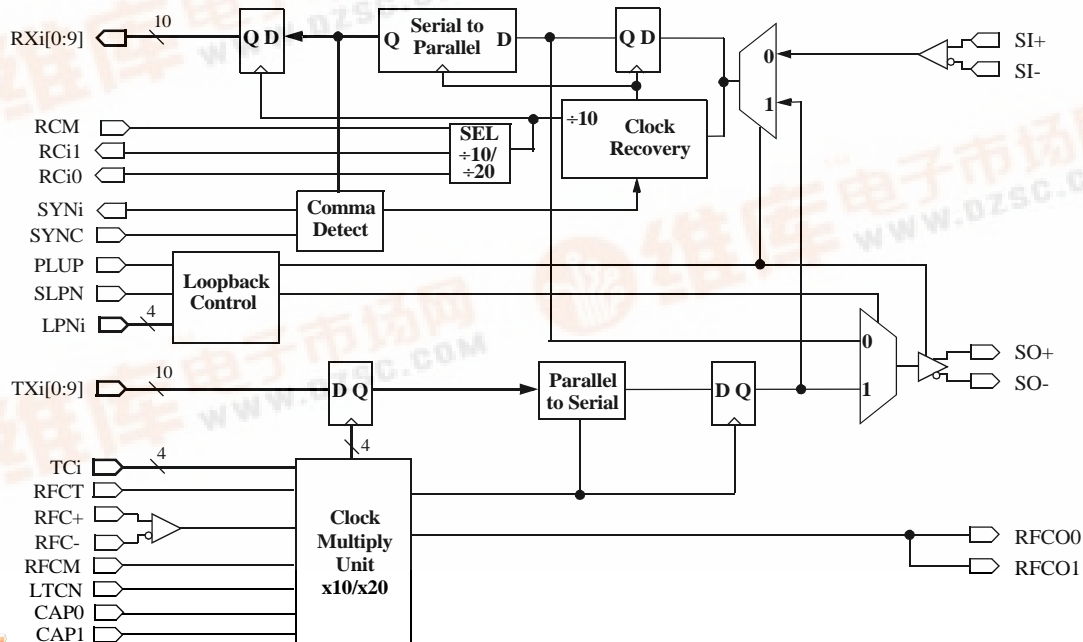 RXi[0:9]
10
Q D
Serial to
Parallel
Q
D
Q D
0
1
SI+
SI-
RCM
RCi1
RCi0
SEL
÷10/
÷20
÷10
Clock
Recovery
SYNi
SYNC
Comma
Detect
PLUP
SLPN
LPNi
4
Loopback
Control
0
1
SO+
SO-
TXi[0:9]
10
D Q
Parallel
to Serial
D Q
4
TCi
4
RFCT
RFC+
RFC-
RFCM
LTCN
CAP0
CAP1
Clock
Multiply
Unit
x10/x20
RFCO0
RFCO1
维库电子市场网
WWW.DZSC.COM